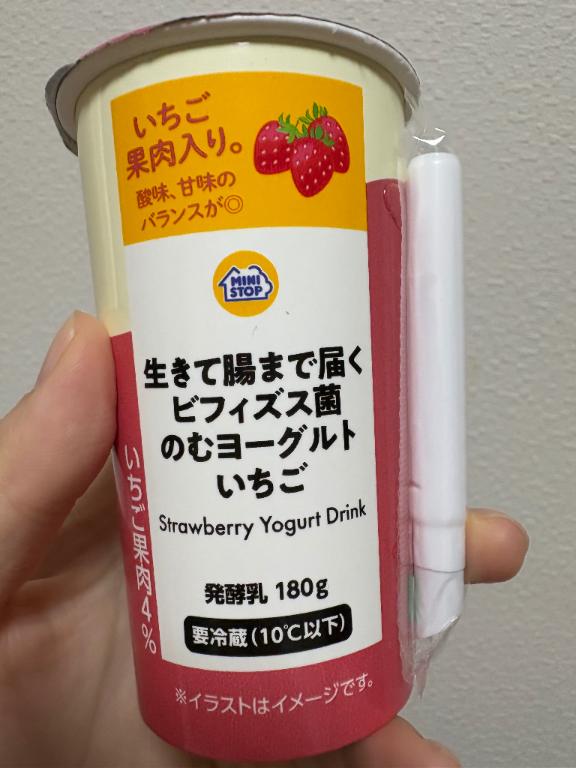 いちご
果肉入り。
酸味、甘味の
バランスが◎
MINI
STOP
生きて腸まで届く
ビフィズス菌
のむヨーグルト
いちご
Strawberry Yogurt Drink
発酵乳 180g
要冷蔵(10℃以下)
いちご果肉4%
※イラストはイメージです。